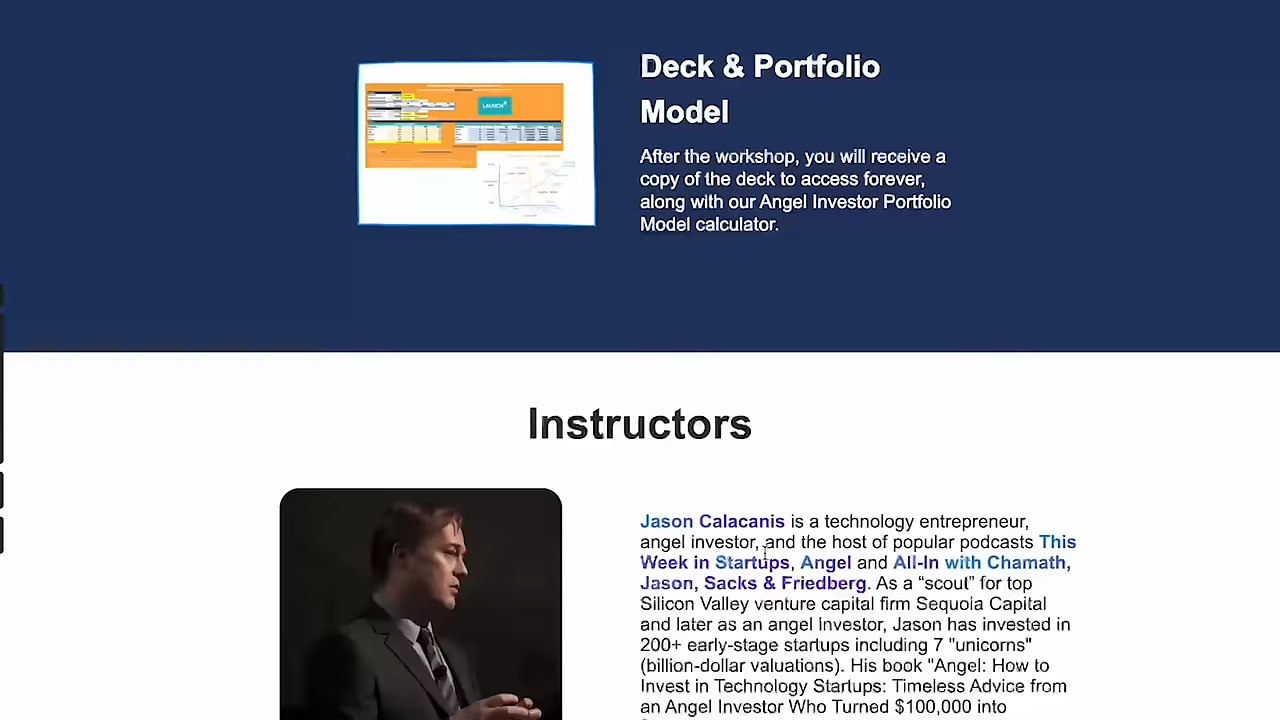 Deck & Portfolio
Model
After the workshop, you will receive a
copy of the deck to access forever,
along with our Angel Investor Portfolio
Model calculator.
LAUNCH
Instructors
Jason Calacanis is a technology entrepreneur,
angel investor, and the host of popular podcasts This
Week in Startups, Angel and All-In with Chamath,
Jason, Sacks & Friedberg. As a “scout” for top
Silicon Valley venture capital firm Sequoia Capital
and later as an angel investor, Jason has invested in
200+ early-stage startups including 7 "unicorns"
(billion-dollar valuations). His book "Angel: How to
Invest in Technology Startups: Timeless Advice from
an Angel Investor Who Turned $100,000 into